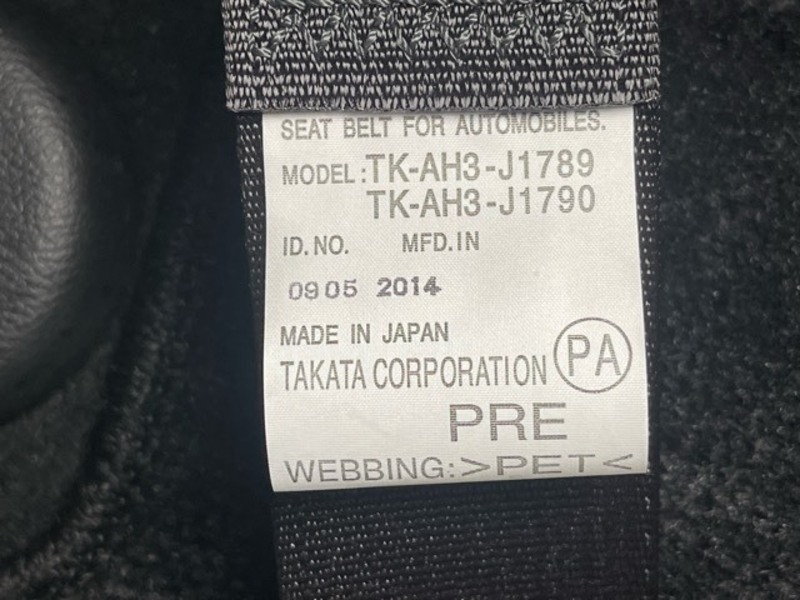 SEAT BELT FOR AUTOMOBILES.
MODEL:TK-AH3-J1789
TK-AH3-J1790
ID.NO. MFD.IN
0905 2014
MADE IN JAPAN
TAKATA CORPORATION PA
PRE
WEBBING:>PET<